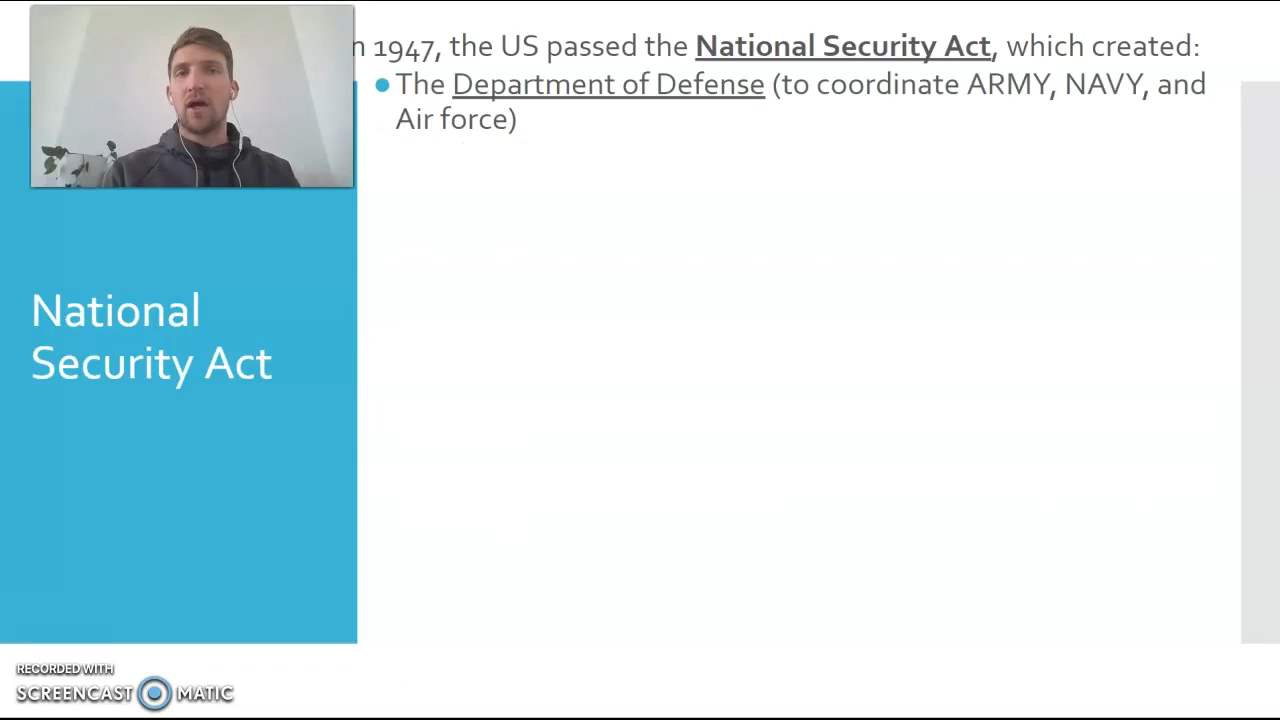 n 1947, the US passed the National Security Act, which created:
The Department of Defense (to coordinate ARMY, NAVY, and
Air force)
National
Security Act
RECORDED WITH
SCREENCAST MATIC